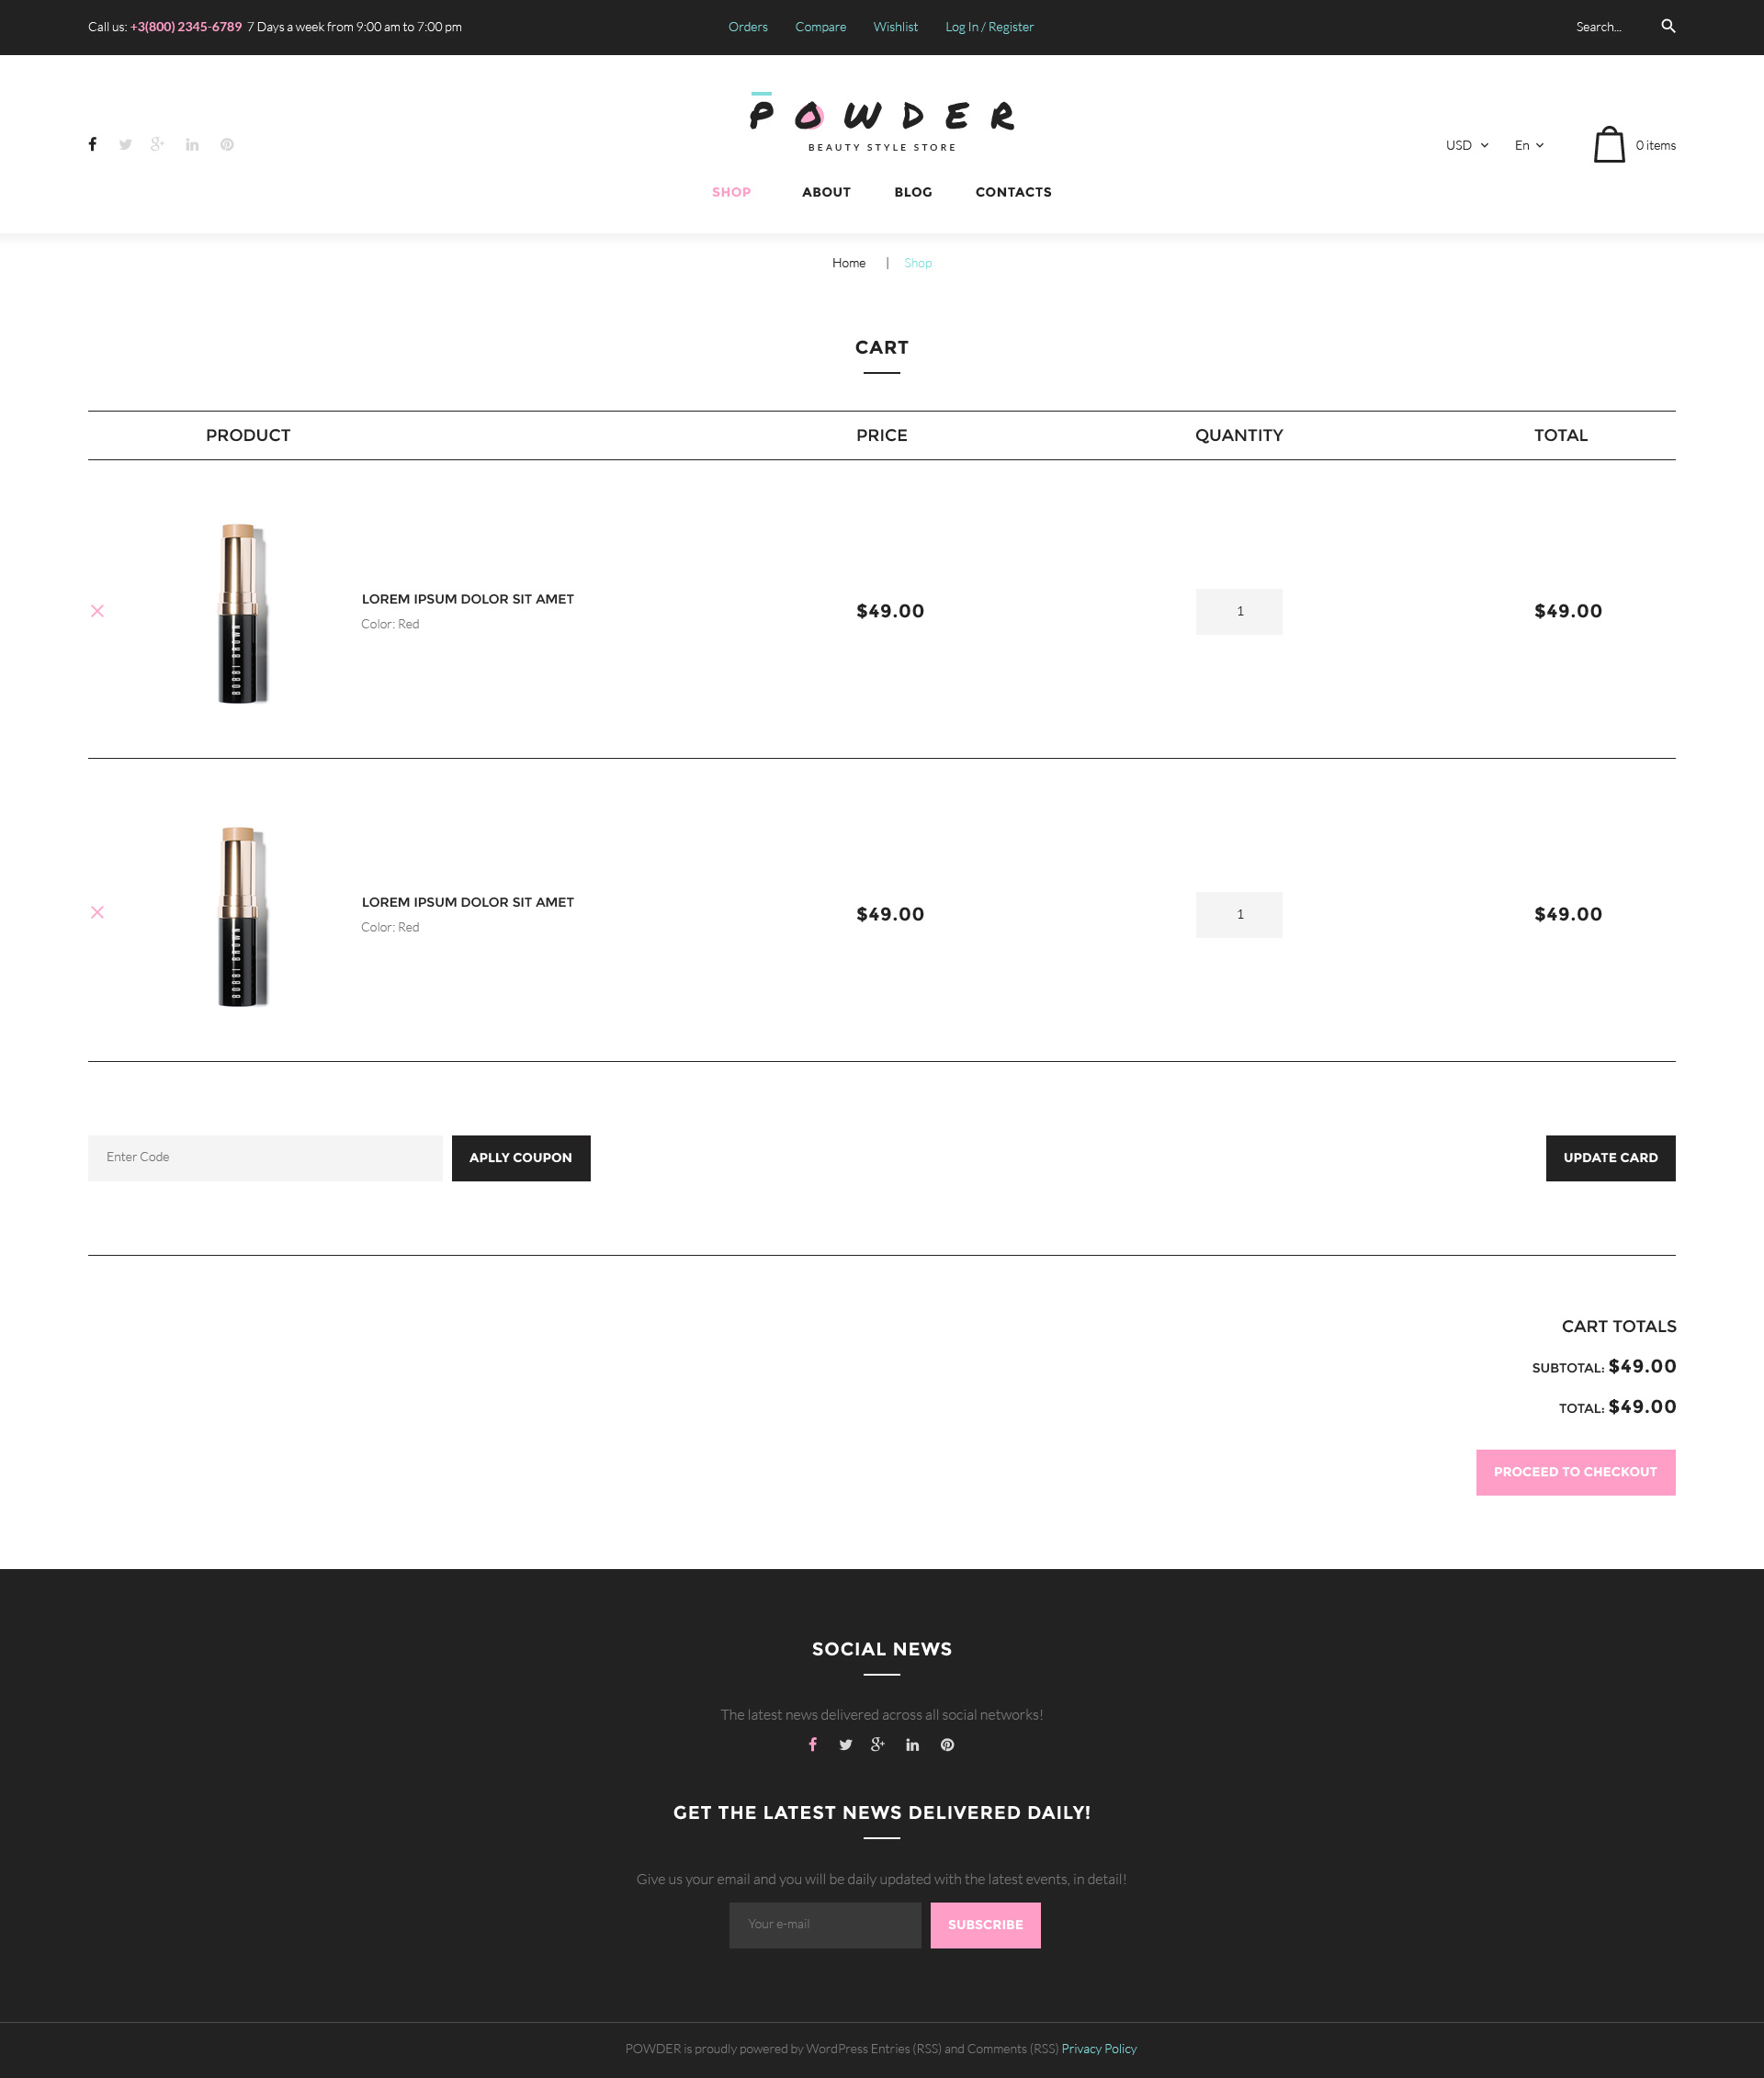 Call us: +3(800) 2345-6789 7 Days a week from 9:00 am to 7:00 pm
Orders Compare Wishlist Log In / Register
Search...
POWDER
BEAUTY STYLE STORE
USD En 0 items
SHOP ABOUT BLOG CONTACTS
Home | Shop
CART
PRODUCT PRICE QUANTITY TOTAL
BOBBI BROWN
LOREM IPSUM DOLOR SIT AMET
Color: Red
$49.00 1 $49.00
BOBBI BROWN
LOREM IPSUM DOLOR SIT AMET
Color: Red
$49.00 1 $49.00
Enter Code APLLY COUPON UPDATE CARD
CART TOTALS
SUBTOTAL: $49.00
TOTAL: $49.00
PROCEED TO CHECKOUT
SOCIAL NEWS
The latest news delivered across all social networks!
GET THE LATEST NEWS DELIVERED DAILY!
Give us your email and you will be daily updated with the latest events, in detail!
Your e-mail SUBSCRIBE
POWDER is proudly powered by WordPress Entries (RSS) and Comments (RSS) Privacy Policy